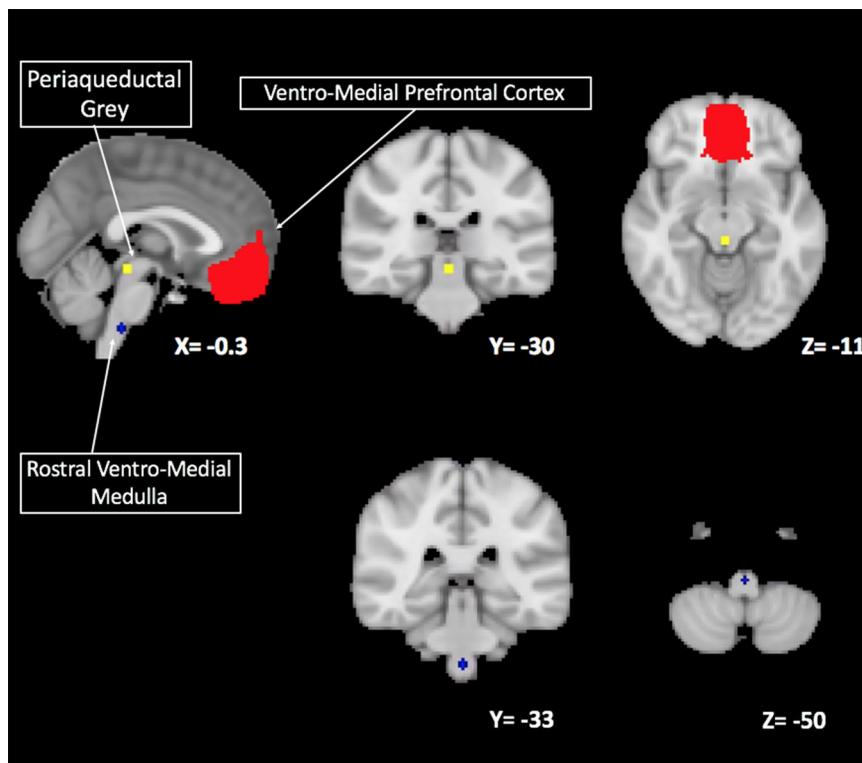 Periaqueductal
Grey
Ventro-Medial Prefrontal Cortex
X= -0.3
Y= -30
Z= -11
Rostral Ventro-Medial
Medulla
Y= -33
Z= -50